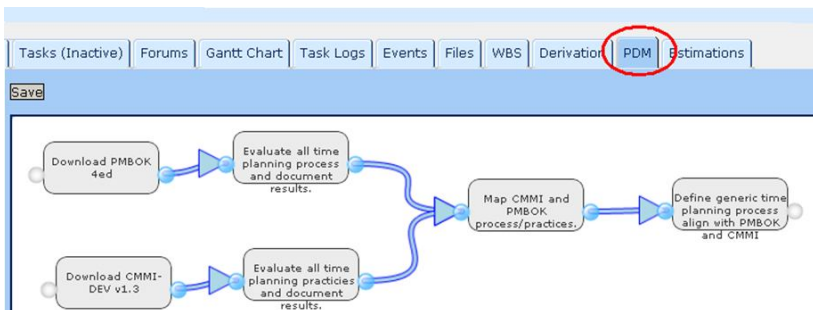 Tasks (Inactive) Forums Gantt Chart Task Logs Events Files WBS Derivation PDM Estimations
Save
Download PMBOK
4ed
Evaluate all time
planning process
and document
results.
Map CMMI and
PMBOK
process/practices.
Define generic time
planning process
align with PMBOK
and CMMI
Download CMMI-
DEV v1.3
Evaluate all time
planning practicies
and document
results.